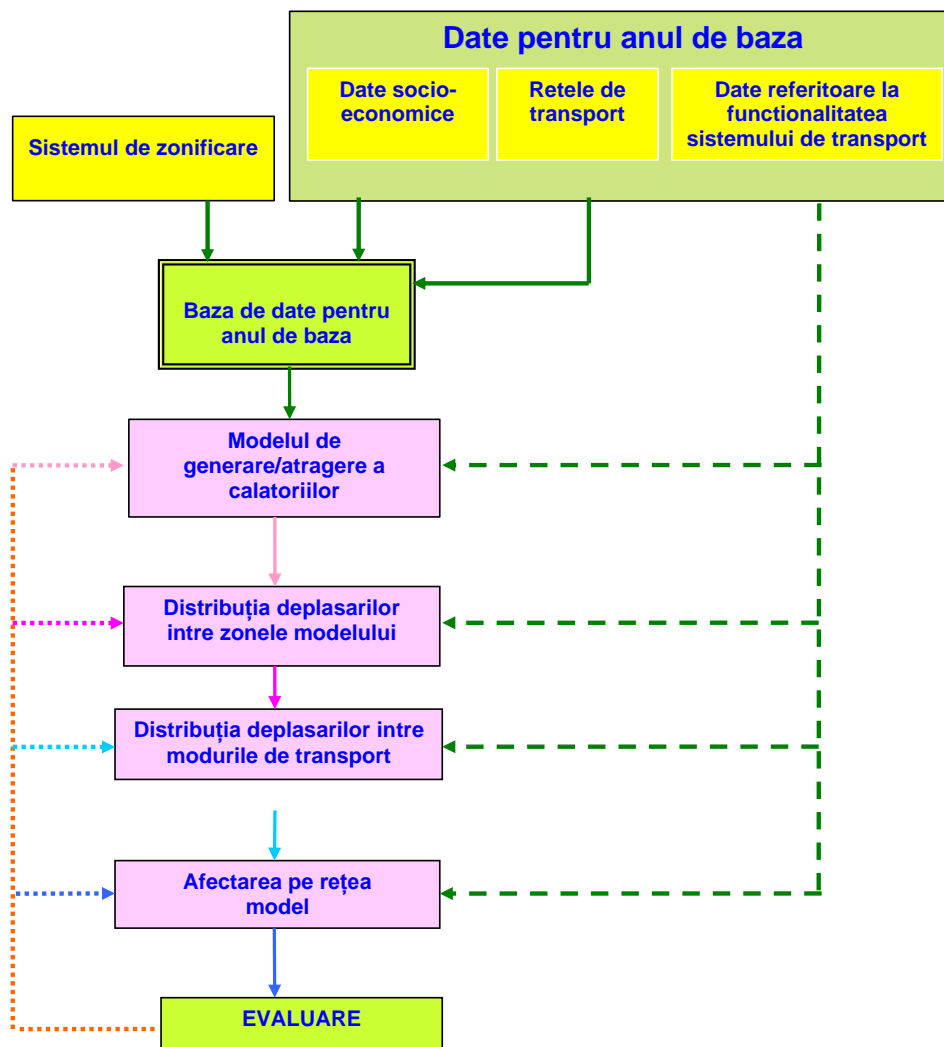 Date pentru anul de baza
Date socio-
economice
Retele de
transport
Date referitoare la
functionalitatea
sistemului de transport
Sistemul de zonificare
Baza de date pentru
anul de baza
Modelul de
generare/atragere a
calatoriilor
Distribuția deplasarilor
intre zonele modelului
Distribuția deplasarilor intre
modurile de transport
Afectarea pe rețea
model
EVALUARE